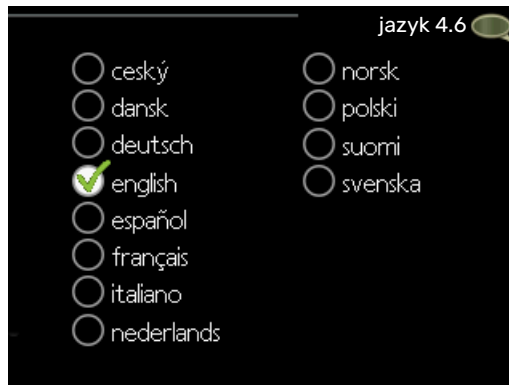 jazyk 4.6
ceský
dansk
deutsch
english
español
français
italiano
nederlands
norsk
polski
suomi
svenska